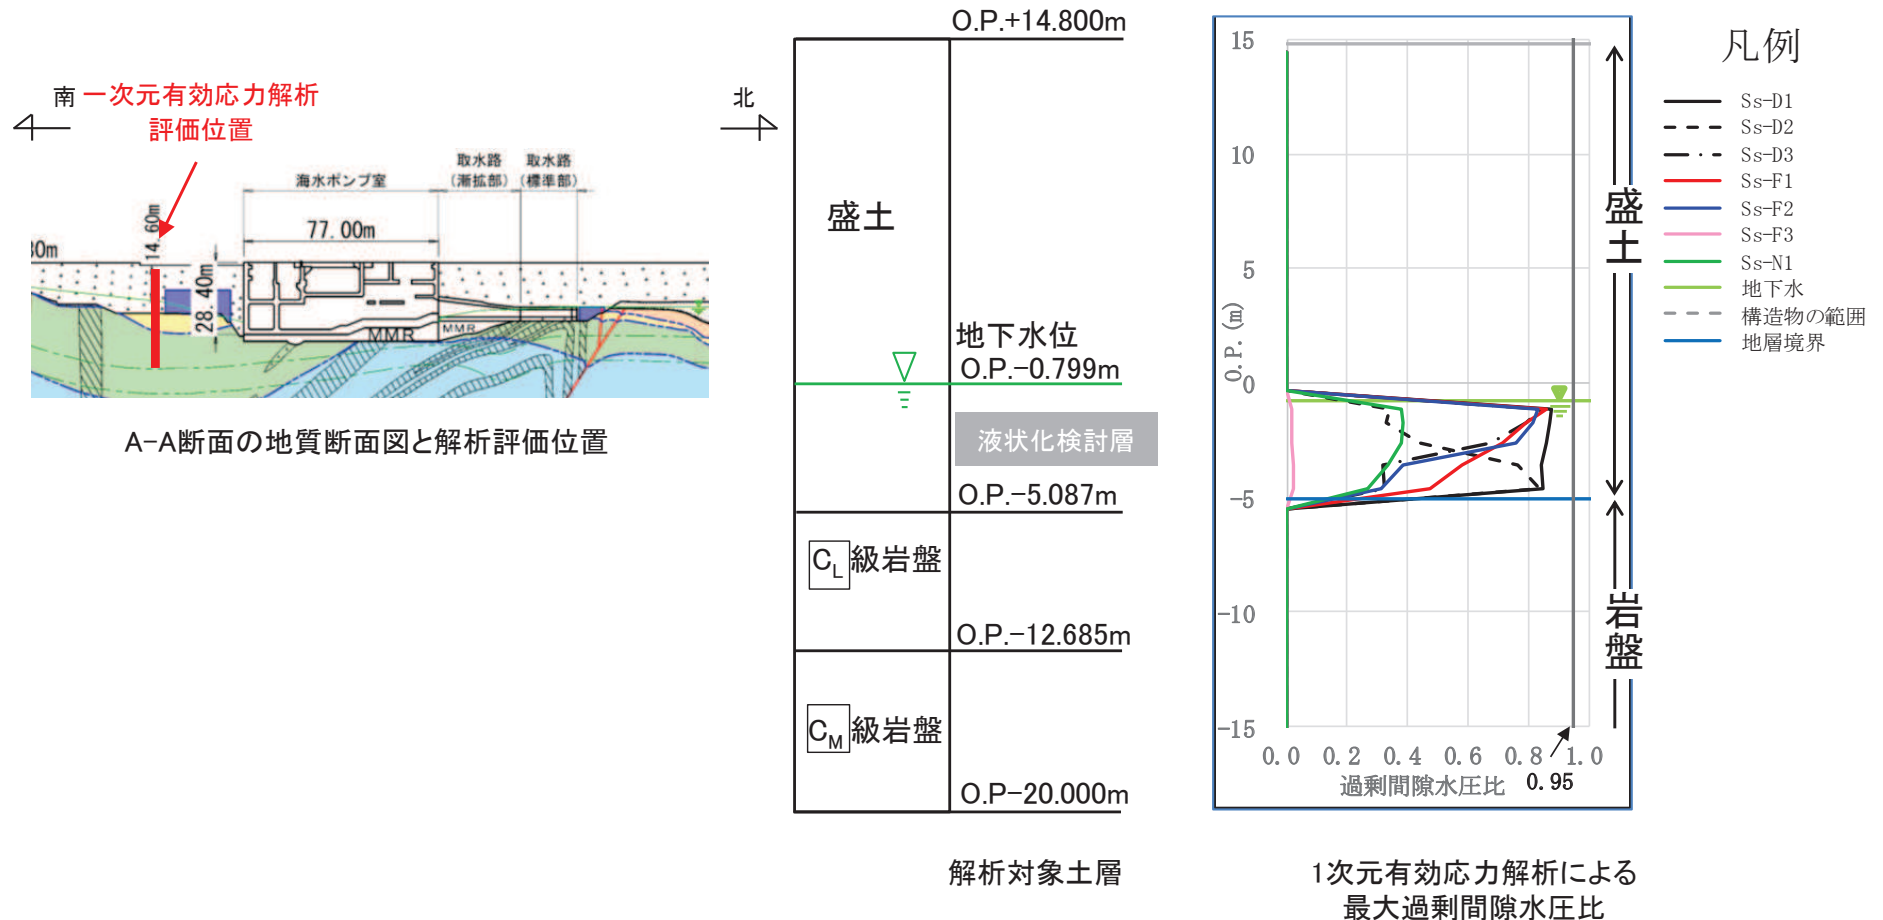 南
一次元有効応力解析
評価位置
北
海水ポンプ室
取水路
(漸拡部)
取水路
(標準部)
77.00m
14.60m
28.40m
30m
MMR
MMR
A-A断面の地質断面図と解析評価位置
O.P.+14.800m
盛土
地下水位
O.P.-0.799m
液状化検討層
O.P.-5.087m
CL級岩盤
O.P.-12.685m
CM級岩盤
O.P-20.000m
解析対象土層
15
10
5
0
-5
-10
-15
O.P.(m)
0.0 0.2 0.4 0.6 0.8 1.0
過剰間隙水圧比
0.95
盛土
岩盤
1次元有効応力解析による
最大過剰間隙水圧比
凡例
Ss-D1
Ss-D2
Ss-D3
Ss-F1
Ss-F2
Ss-F3
Ss-N1
地下水
構造物の範囲
地層境界